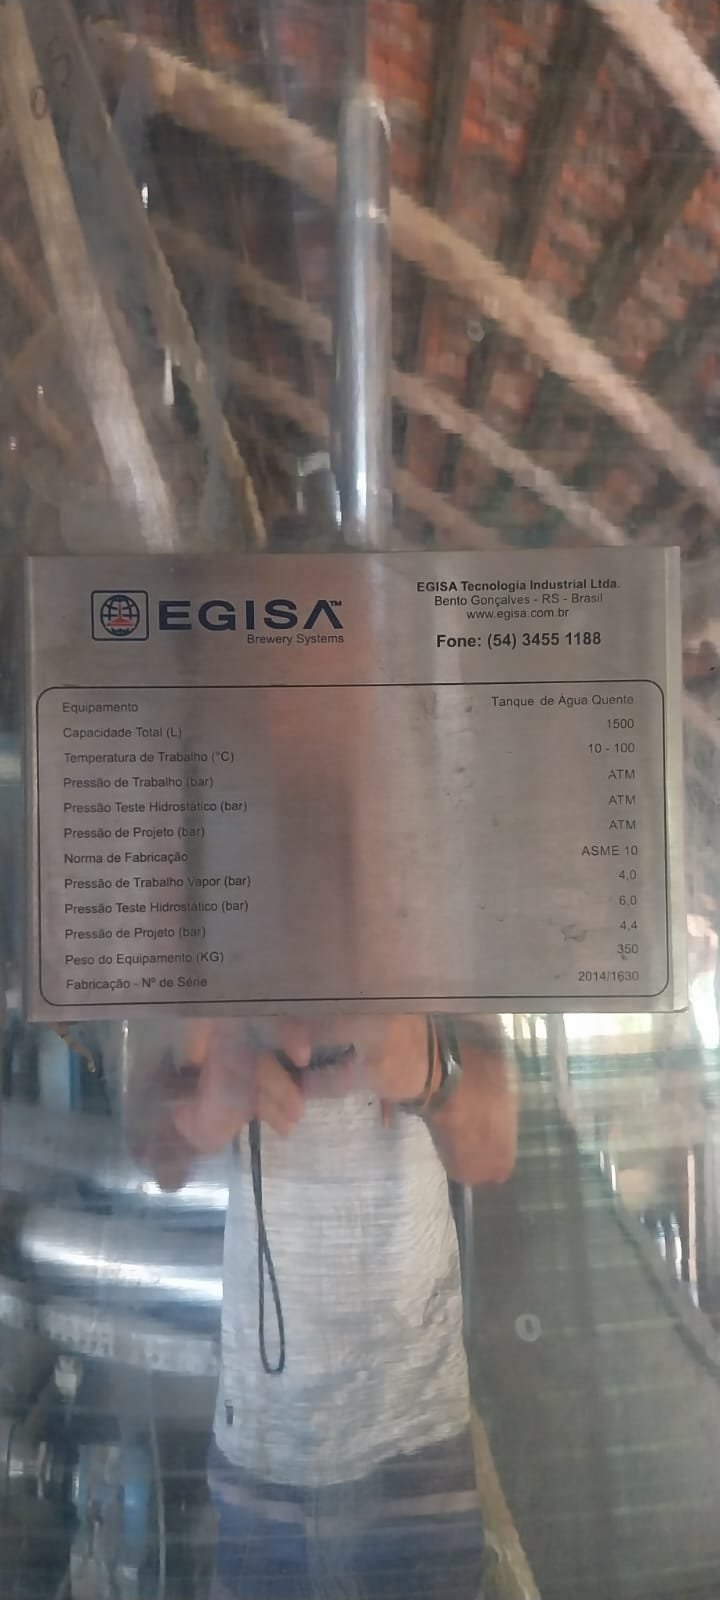 EGISA™
Brewery Systems
EGISA Tecnologia Industrial Ltda.
Bento Gonçalves - RS - Brasil
www.egisa.com.br
Fone: (54) 3455 1188
Equipamento Tanque de Água Quente
Capacidade Total (L) 1500
Temperatura de Trabalho (°C) 10 - 100
Pressão de Trabalho (bar) ATM
Pressão Teste Hidrostático (bar) ATM
Pressão de Projeto (bar) ATM
Norma de Fabricação ASME 10
Pressão de Trabalho Vapor (bar) 4,0
Pressão Teste Hidrostático (bar) 6,0
Pressão de Projeto (bar) 4,4
Peso do Equipamento (KG) 350
Fabricação - Nº de Série 2014/1630